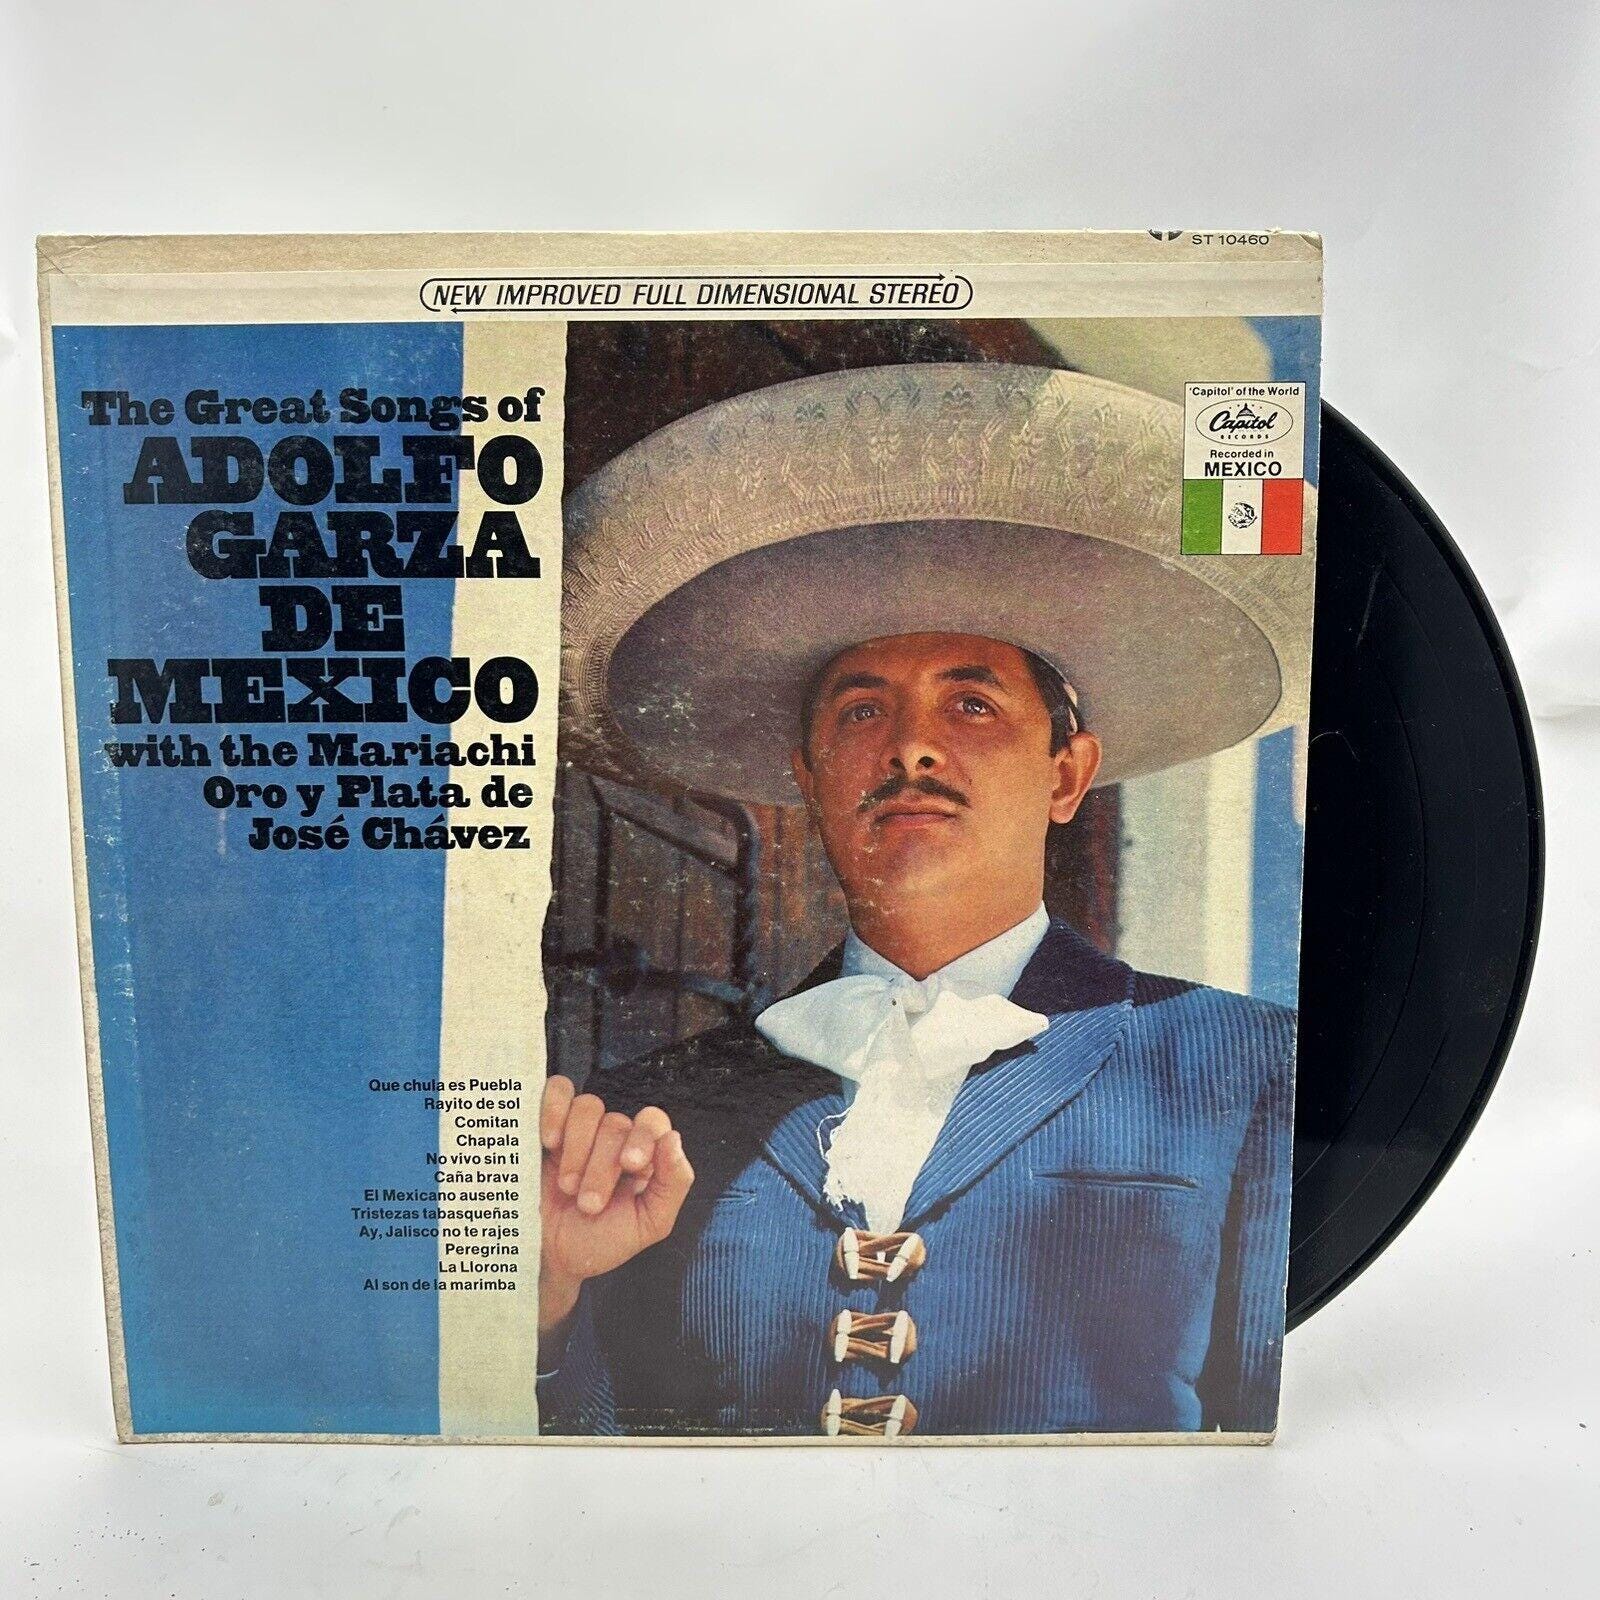 ST 10460
NEW IMPROVED FULL DIMENSIONAL STEREO
The Great Songs of
ADOLFO
GARZA
DE
MEXICO
with the Mariachi
Oro y Plata de
José Chávez
'Capitol' of the World
Capitol
RECORDS
Recorded in
MEXICO
Que chula es Puebla
Rayito de sol
Comitan
Chapala
No vivo sin ti
Caña brava
El Mexicano ausente
Tristezas tabasqueñas
Ay, Jalisco no te rajes
Peregrina
La Llorona
Al son de la marimba